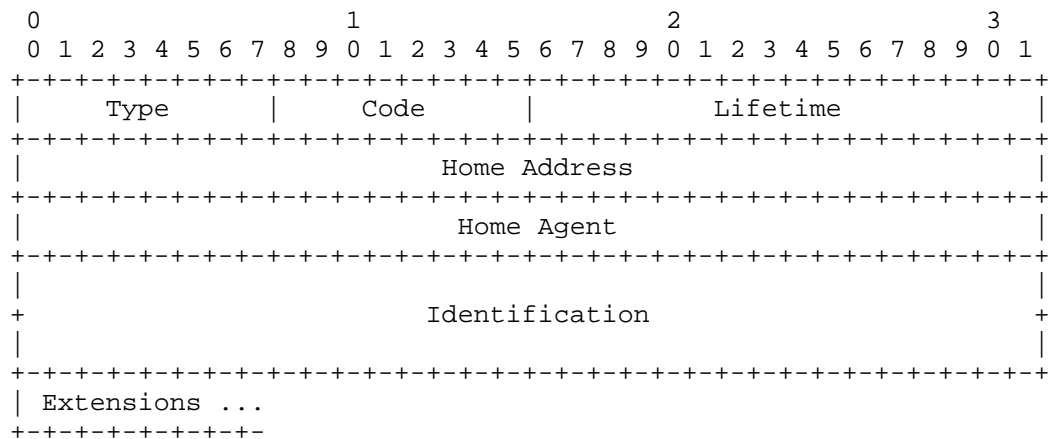 0                   1                   2                   3
 0 1 2 3 4 5 6 7 8 9 0 1 2 3 4 5 6 7 8 9 0 1 2 3 4 5 6 7 8 9 0 1
+-+-+-+-+-+-+-+-+-+-+-+-+-+-+-+-+-+-+-+-+-+-+-+-+-+-+-+-+-+-+-+-+
|     Type      |     Code      |           Lifetime            |
+-+-+-+-+-+-+-+-+-+-+-+-+-+-+-+-+-+-+-+-+-+-+-+-+-+-+-+-+-+-+-+-+
|                          Home Address                         |
+-+-+-+-+-+-+-+-+-+-+-+-+-+-+-+-+-+-+-+-+-+-+-+-+-+-+-+-+-+-+-+-+
|                           Home Agent                          |
+-+-+-+-+-+-+-+-+-+-+-+-+-+-+-+-+-+-+-+-+-+-+-+-+-+-+-+-+-+-+-+-+
|                                                               |
+                         Identification                        +
|                                                               |
+-+-+-+-+-+-+-+-+-+-+-+-+-+-+-+-+-+-+-+-+-+-+-+-+-+-+-+-+-+-+-+-+
| Extensions ...
+-+-+-+-+-+-+-+-